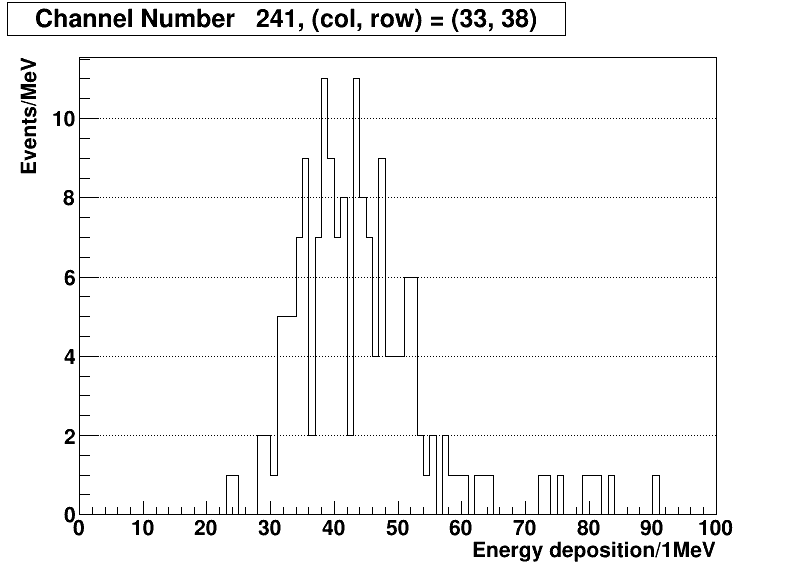 Channel Number   241, (col, row) = (33, 38)
Events/MeV
10
8
6
4
2
0
0 10 20 30 40 50 60 70 80 90 100
Energy deposition/1MeV